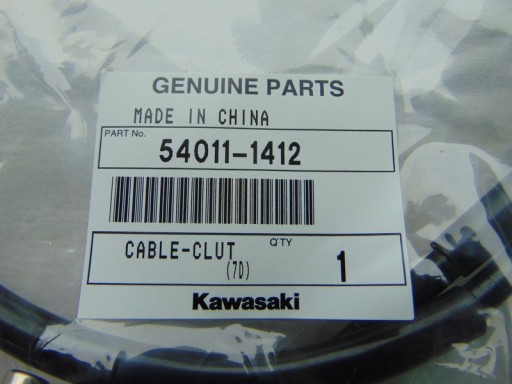 GENUINE PARTS
MADE IN CHINA
PART No.
54011-1412
CABLE-CLUT Q'TY
(7D) 1
Kawasaki